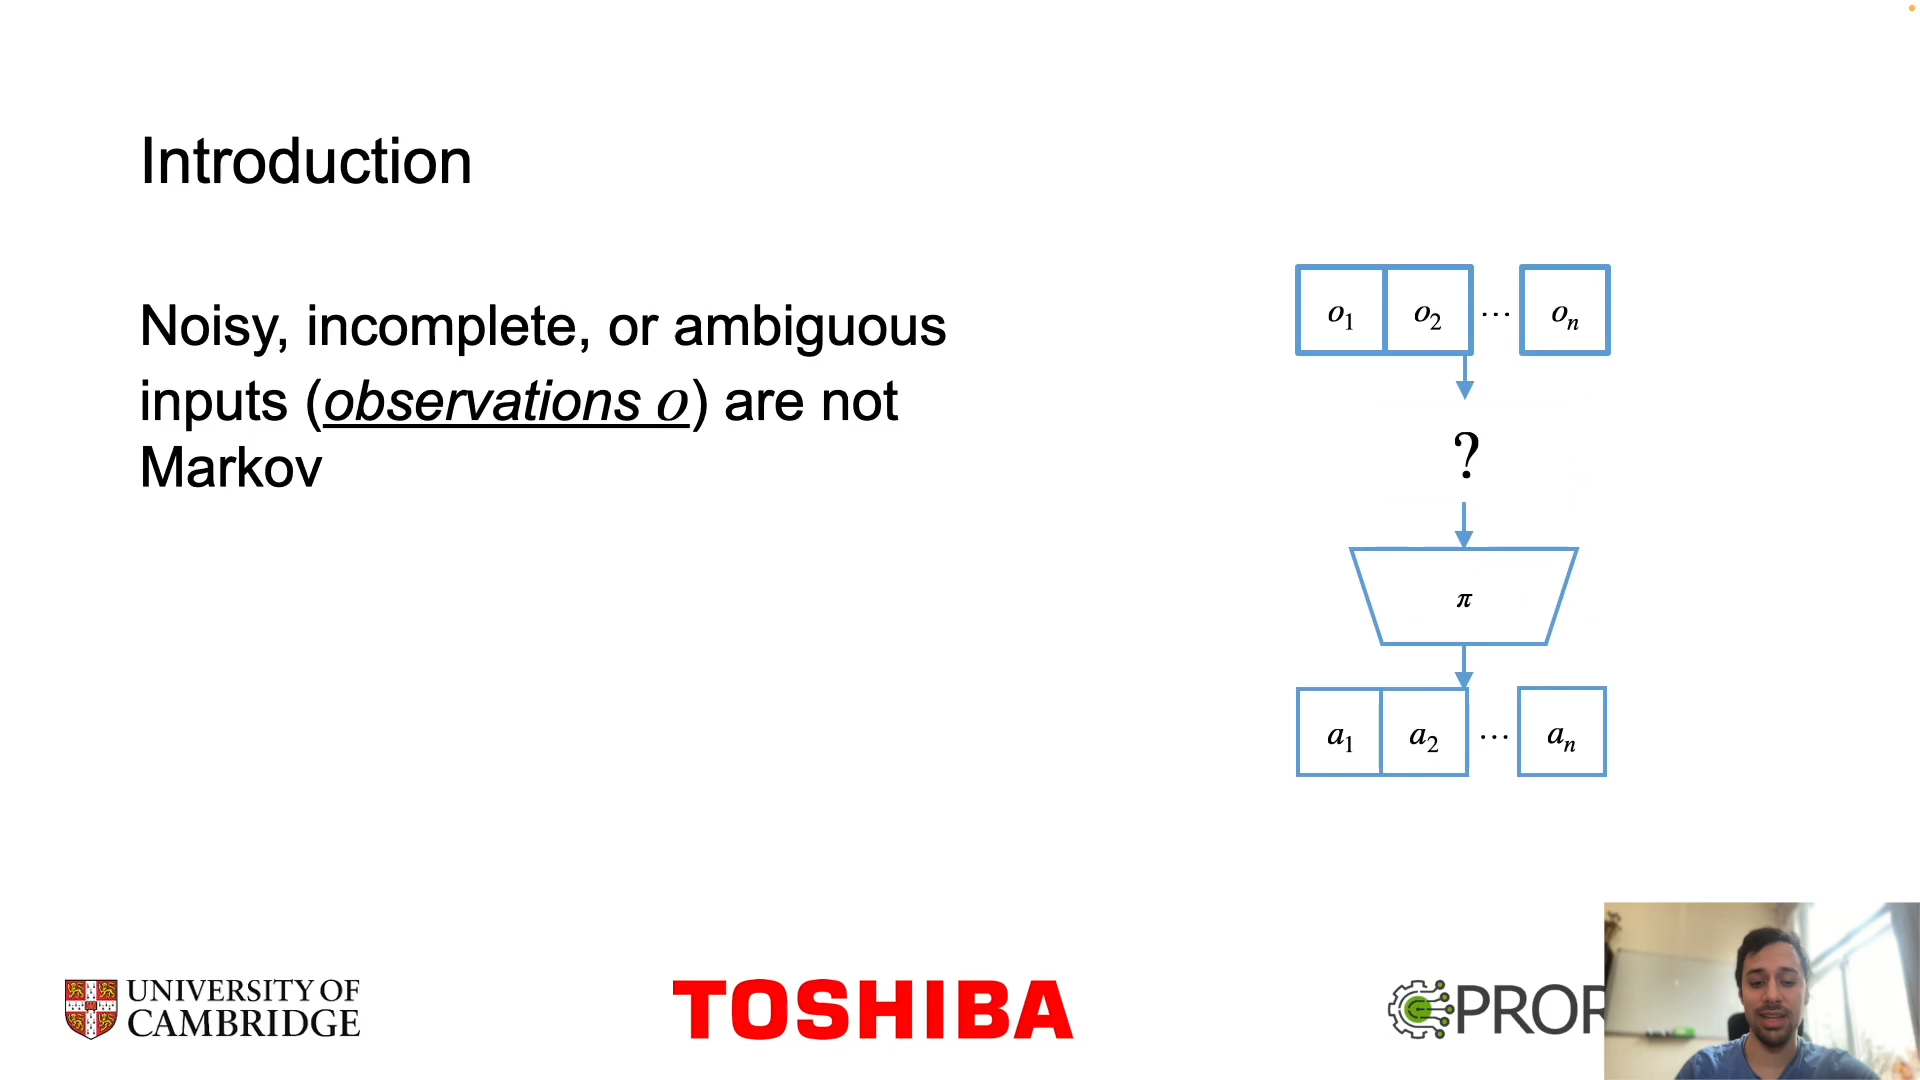 Introduction
Noisy, incomplete, or ambiguous
inputs (observations o) are not
Markov
o1 o2 ... on
?
π
a1 a2 ... an
UNIVERSITY OF
CAMBRIDGE
TOSHIBA